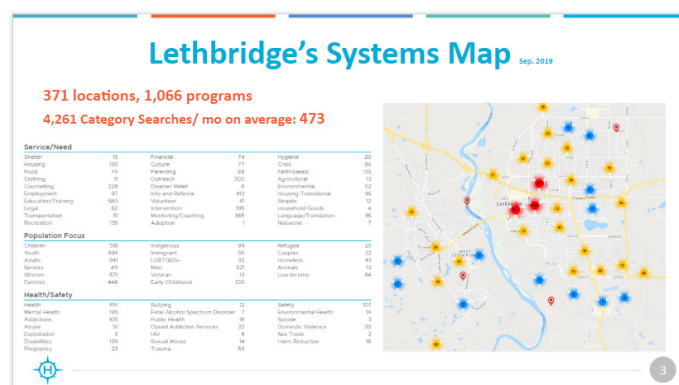 Lethbridge's Systems Map Sep. 2019
371 locations, 1,066 programs
4,261 Category Searches/ mo on average: 473
Service/Need
Shelter 15 Financial 74 Hygiene 20
Housing 130 Culture 77 Crisis 84
Food 74 Parenting 69 Faith-based 125
Clothing 11 Outreach 200 Agricultural 13
Counselling 228 Disaster Relief 6 Environmental 52
Employment 97 Info and Referral 413 Housing-Transitional 36
Education/Training 580 Volunteer 41 Respite 12
Legal 62 Intervention 195 Household Goods 4
Transportation 31 Mentoring/Coaching 365 Language/Translation 36
Recreation 135 Adoption 1 Naloxone 7
Population Focus
Children 518 Indigenous 94 Refugee 25
Youth 494 Immigrant 55 Couples 32
Adults 941 LGBTQI2S+ 32 Homeless 43
Seniors 411 Men 521 Animals 13
Women 571 Veteran 13 Low-Income 84
Families 448 Early Childhood 100
Health/Safety
Health 414 Bullying 12 Safety 107
Mental Health 195 Fetal Alcohol Spectrum Disorder 7 Environmental Health 14
Addictions 105 Public Health 91 Suicide 3
Abuse 51 Opioid Addiction Services 22 Domestic Violence 20
Exploitation 3 HIV 8 Sex Trade 2
Disabilities 139 Sexual Abuse 14 Harm Reduction 16
Pregnancy 23 Trauma 53
Lethbridge
H
3